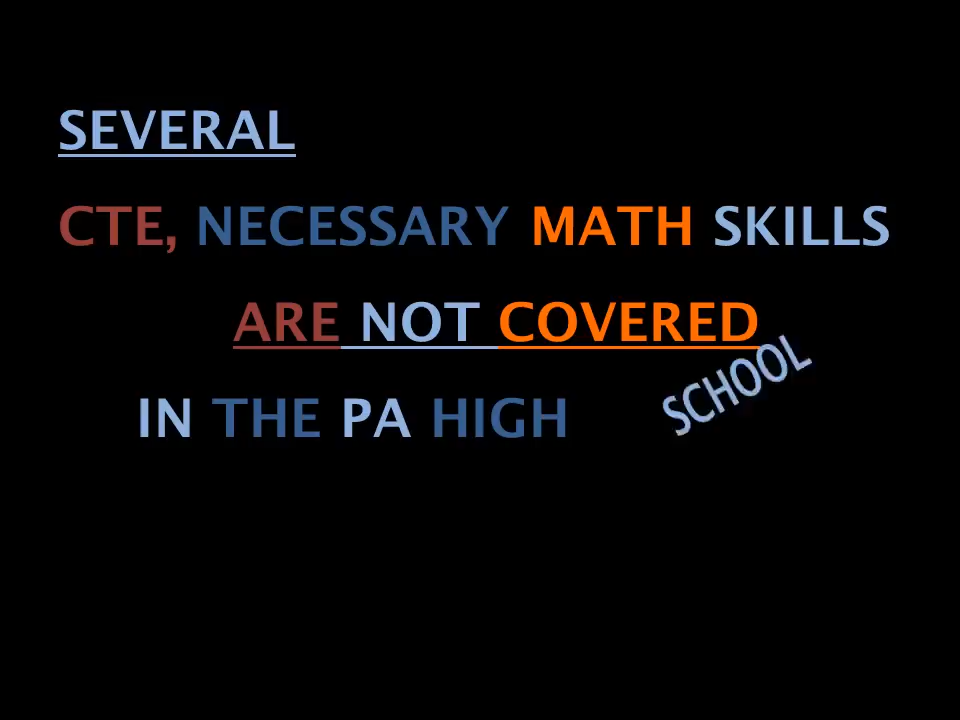 SEVERAL
CTE, NECESSARY MATH SKILLS
ARE NOT COVERED
IN THE PA HIGH SCHOOL